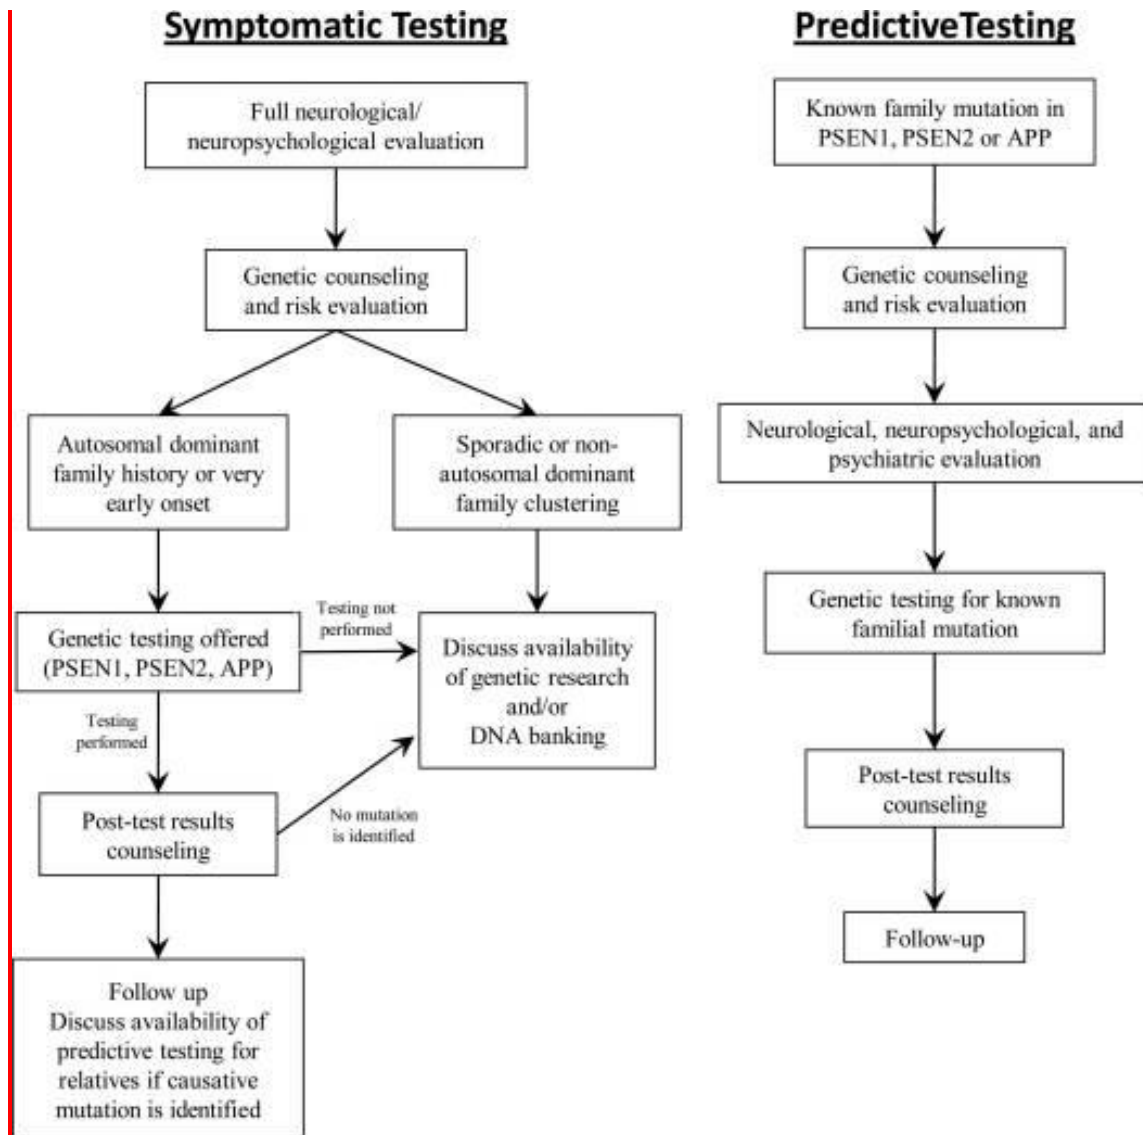 Symptomatic Testing
Full neurological/
neuropsychological evaluation
Genetic counseling
and risk evaluation
Autosomal dominant
family history or very
early onset
Sporadic or non-
autosomal dominant
family clustering
Genetic testing offered
(PSEN1, PSEN2, APP)
Testing not
performed
Discuss availability
of genetic research
and/or
DNA banking
Testing
performed
Post-test results
counseling
No mutation
is identified
Follow up
Discuss availability of
predictive testing for
relatives if causative
mutation is identified
PredictiveTesting
Known family mutation in
PSEN1, PSEN2 or APP
Genetic counseling
and risk evaluation
Neurological, neuropsychological, and
psychiatric evaluation
Genetic testing for known
familial mutation
Post-test results
counseling
Follow-up